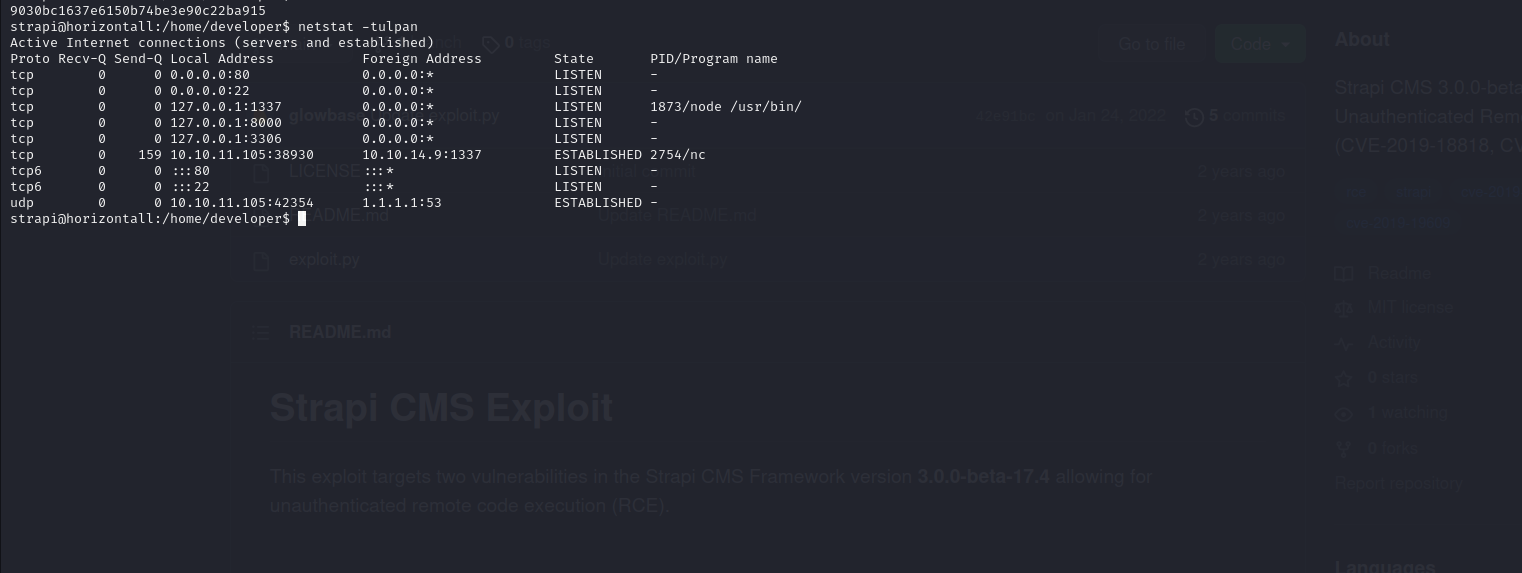 9030bc1637e6150b74be3e90c22ba915
strapi@horizontall:/home/developer$ netstat -tulpan
Active Internet connections (servers and established)
Proto Recv-Q Send-Q Local Address           Foreign Address         State       PID/Program name
tcp        0      0 0.0.0.0:80              0.0.0.0:*               LISTEN      -
tcp        0      0 0.0.0.0:22              0.0.0.0:*               LISTEN      -
tcp        0      0 127.0.0.1:1337          0.0.0.0:*               LISTEN      1873/node /usr/bin/
tcp        0      0 127.0.0.1:8000          0.0.0.0:*               LISTEN      -
tcp        0      0 127.0.0.1:3306          0.0.0.0:*               LISTEN      -
tcp        0    159 10.10.11.105:38930      10.10.14.9:1337         ESTABLISHED 2754/nc
tcp6       0      0 :::80                   :::*                    LISTEN      -
tcp6       0      0 :::22                   :::*                    LISTEN      -
udp        0      0 10.10.11.105:42354      1.1.1.1:53              ESTABLISHED -
strapi@horizontall:/home/developer$
0 tags
Go to file
Code
exploit.py
on Jan 24, 2022
5 commits
LICENSE
2 years ago
README.md
Update README.md
2 years ago
exploit.py
Update exploit.py
2 years ago
README.md
Strapi CMS Exploit
This exploit targets two vulnerabilities in the Strapi CMS Framework version 3.0.0-beta-17.4 allowing for
unauthenticated remote code execution (RCE).
About
Strapi CMS 3.0.0-beta
Unauthenticated Rem
(CVE-2019-18818, CV
Readme
MIT license
Activity
0 stars
1 watching
0 forks
Report repository
Languages